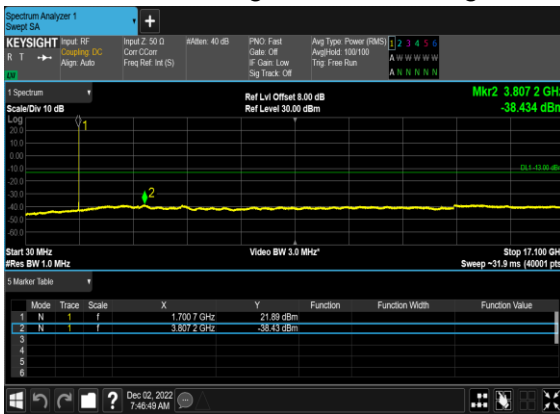 Spectrum Analyzer 1
Swept SA
KEYSIGHT Input: RF Input Z: 50 Ω #Atten: 40 dB PNO: Fast Avg Type: Power (RMS) 1 2 3 4 5 6
R T Coupling: DC Corr CCorr Gate: Off Avg|Hold: 100/100 A W W W W W
Align: Auto Freq Ref: Int (S) IF Gain: Low Trig: Free Run
Sig Track: Off A N N N N N
1 Spectrum Ref Lvl Offset 8.00 dB Mkr2 3.807 2 GHz
Scale/Div 10 dB Ref Level 30.00 dBm -38.434 dBm
Log
20.0 1
10.0
0.00
-10.0 DL1 -13.00 dBm
-20.0
-30.0 2
-40.0
-50.0
-60.0
Start 30 MHz Video BW 3.0 MHz* Stop 17.100 GHz
#Res BW 1.0 MHz Sweep ~31.9 ms (40001 pts)
5 Marker Table
Mode Trace Scale X Y Function Function Width Function Value
1 N 1 f 1.700 7 GHz 21.89 dBm
2 N 1 f 3.807 2 GHz -38.43 dBm
3
4
5
6
? Dec 02, 2022
7:46:49 AM